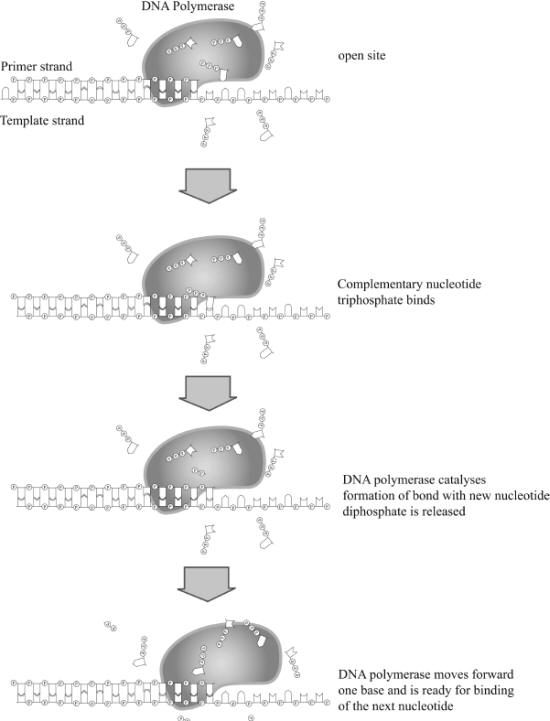 DNA Polymerase
open site
Primer strand
Template strand
Complementary nucleotide
triphosphate binds
DNA polymerase catalyses
formation of bond with new nucleotide
diphosphate is released
DNA polymerase moves forward
one base and is ready for binding
of the next nucleotide